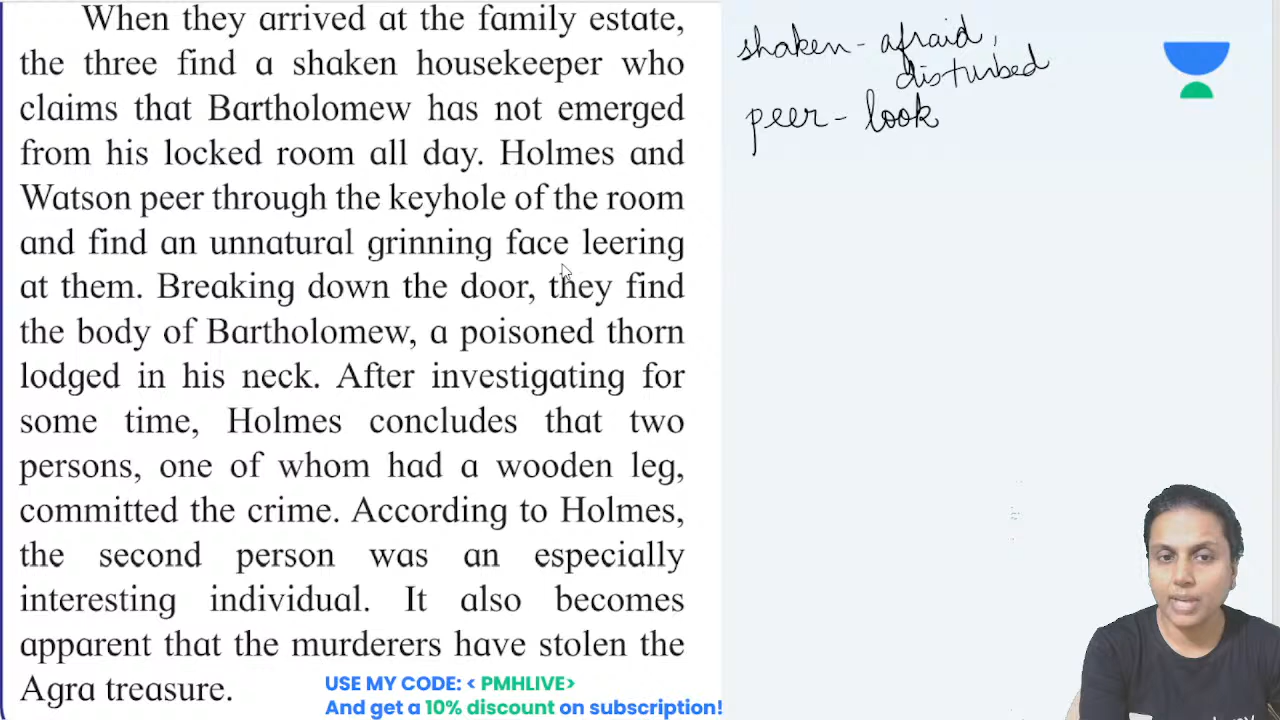 When they arrived at the family estate,
the three find a shaken housekeeper who
claims that Bartholomew has not emerged
from his locked room all day. Holmes and
Watson peer through the keyhole of the room
and find an unnatural grinning face leering
at them. Breaking down the door, they find
the body of Bartholomew, a poisoned thorn
lodged in his neck. After investigating for
some time, Holmes concludes that two
persons, one of whom had a wooden leg,
committed the crime. According to Holmes,
the second person was an especially
interesting individual. It also becomes
apparent that the murderers have stolen the
Agra treasure.
USE MY CODE: < PMHLIVE>
And get a 10% discount on subscription!
shaken - afraid,
disturbed
peer - look